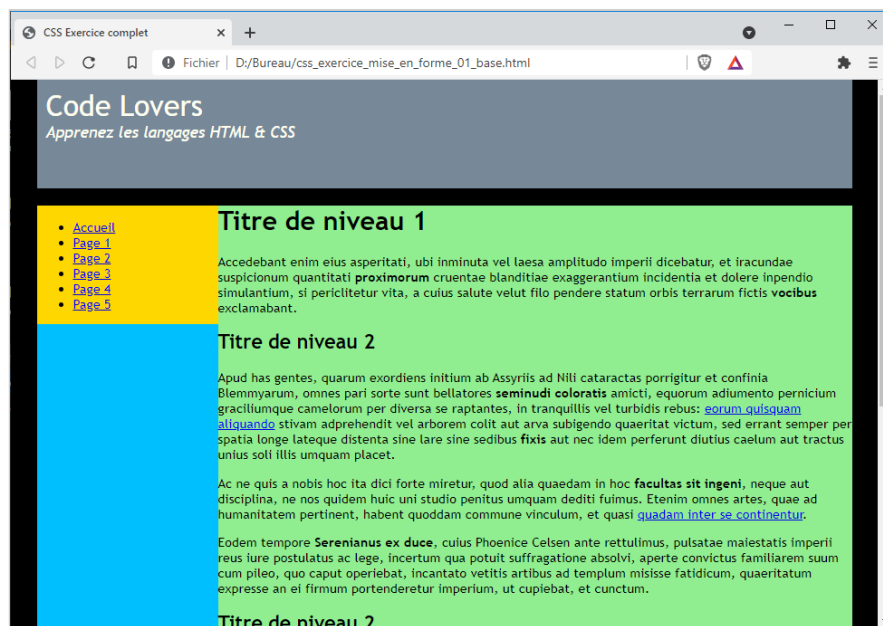 CSS Exercice complet
Fichier
D:/Bureau/css_exercice_mise_en_forme_01_base.html
Code Lovers
Apprenez les langages HTML & CSS
Accueil
Page 1
Page 2
Page 3
Page 4
Page 5
Titre de niveau 1
Accedebant enim eius asperitati, ubi inminuta vel laesa amplitudo imperii dicebatur, et iracundae
suspicionum quantitati proximorum cruentae blanditiae exaggerantium incidentia et dolere inpendio
simulantium, si periclitetur vita, a cuius salute velut filo pendere statum orbis terrarum fictis vocibus
exclamabant.
Titre de niveau 2
Apud has gentes, quarum exordiens initium ab Assyriis ad Nili cataractas porrigitur et confinia
Blemmyarum, omnes pari sorte sunt bellatores seminudi coloratis amicti, equorum adiumento pernicium
graciliumque camelorum per diversa se raptantes, in tranquillis vel turbidis rebus: eorum quisquam
aliquando stivam adprehendit vel arborem colit aut arva subigendo quaeritat victum, sed errant semper per
spatia longe lateque distenta sine lare sine sedibus fixis aut nec idem perferunt diutius caelum aut tractus
unius soli illis umquam placet.
Ac ne quis a nobis hoc ita dici forte miretur, quod alia quaedam in hoc facultas sit ingeni, neque aut
disciplina, ne nos quidem huic uni studio penitus umquam dediti fuimus. Etenim omnes artes, quae ad
humanitatem pertinent, habent quoddam commune vinculum, et quasi quadam inter se continentur.
Eodem tempore Serenianus ex duce, cuius Phoenice Celsen ante rettulimus, pulsatae maiestatis imperii
reus iure postulatus ac lege, incertum qua potuit suffragatione absolvi, aperte convictus familiarem suum
cum pileo, quo caput operiebat, incantato vetitis artibus ad templum misisse fatidicum, quaeritatum
expresse an ei firmum portenderetur imperium, ut cupiebat, et cunctum.
Titre de niveau 2